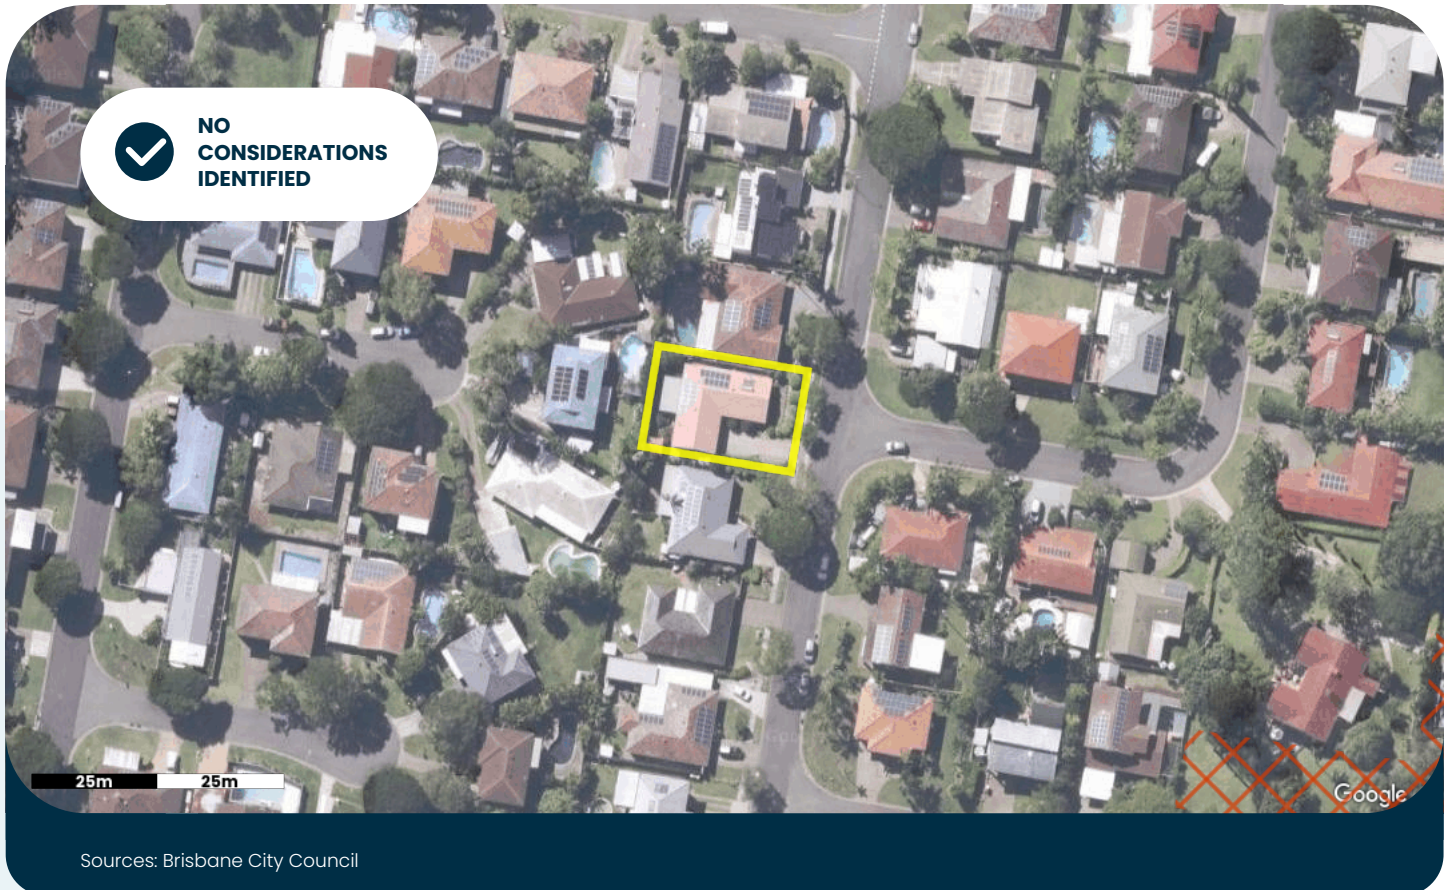 NO
CONSIDERATIONS
IDENTIFIED
25m 25m
Google
Sources: Brisbane City Council